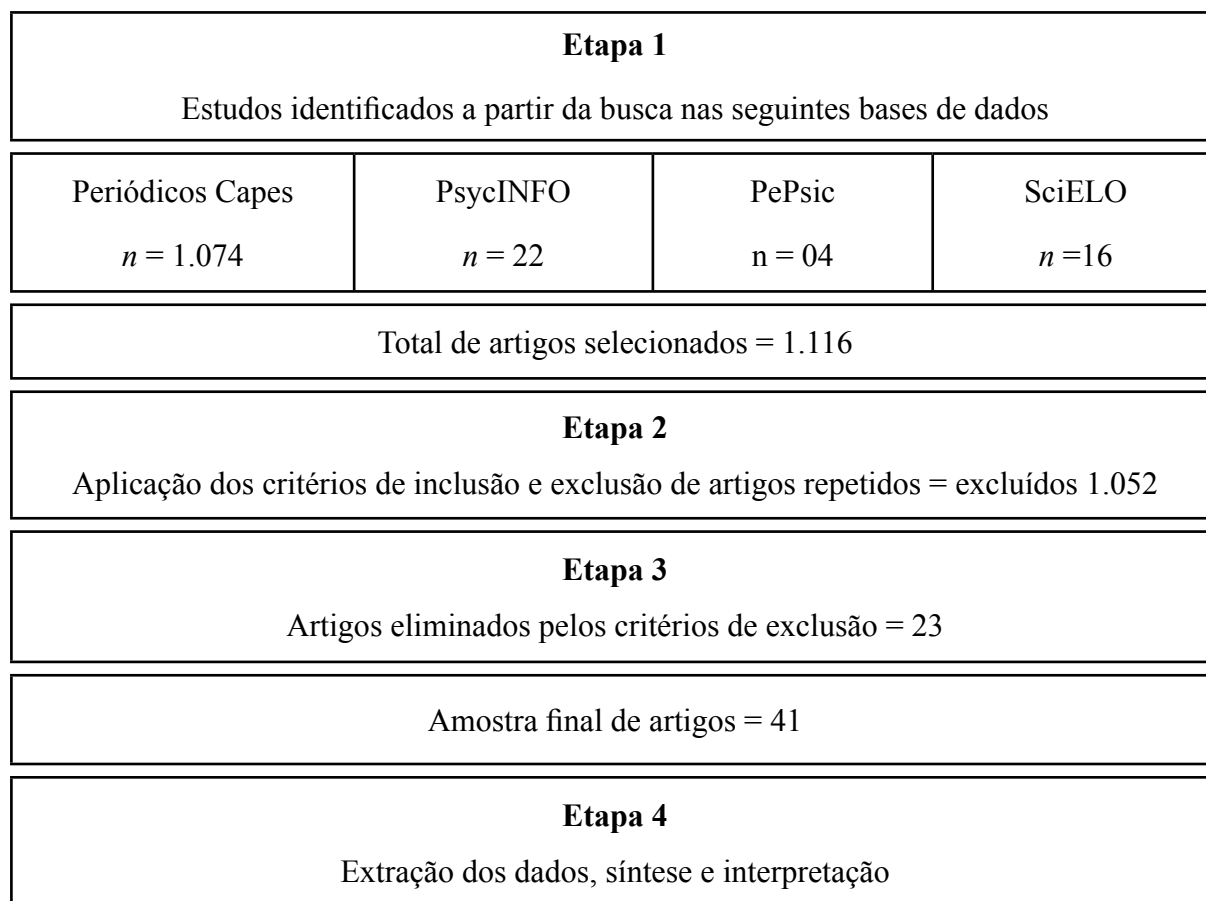 Etapa 1
Estudos identificados a partir da busca nas seguintes bases de dados
Periódicos Capes
n = 1.074
PsycINFO
n = 22
PePsic
n = 04
SciELO
n =16
Total de artigos selecionados = 1.116
Etapa 2
Aplicação dos critérios de inclusão e exclusão de artigos repetidos = excluídos 1.052
Etapa 3
Artigos eliminados pelos critérios de exclusão = 23
Amostra final de artigos = 41
Etapa 4
Extração dos dados, síntese e interpretação